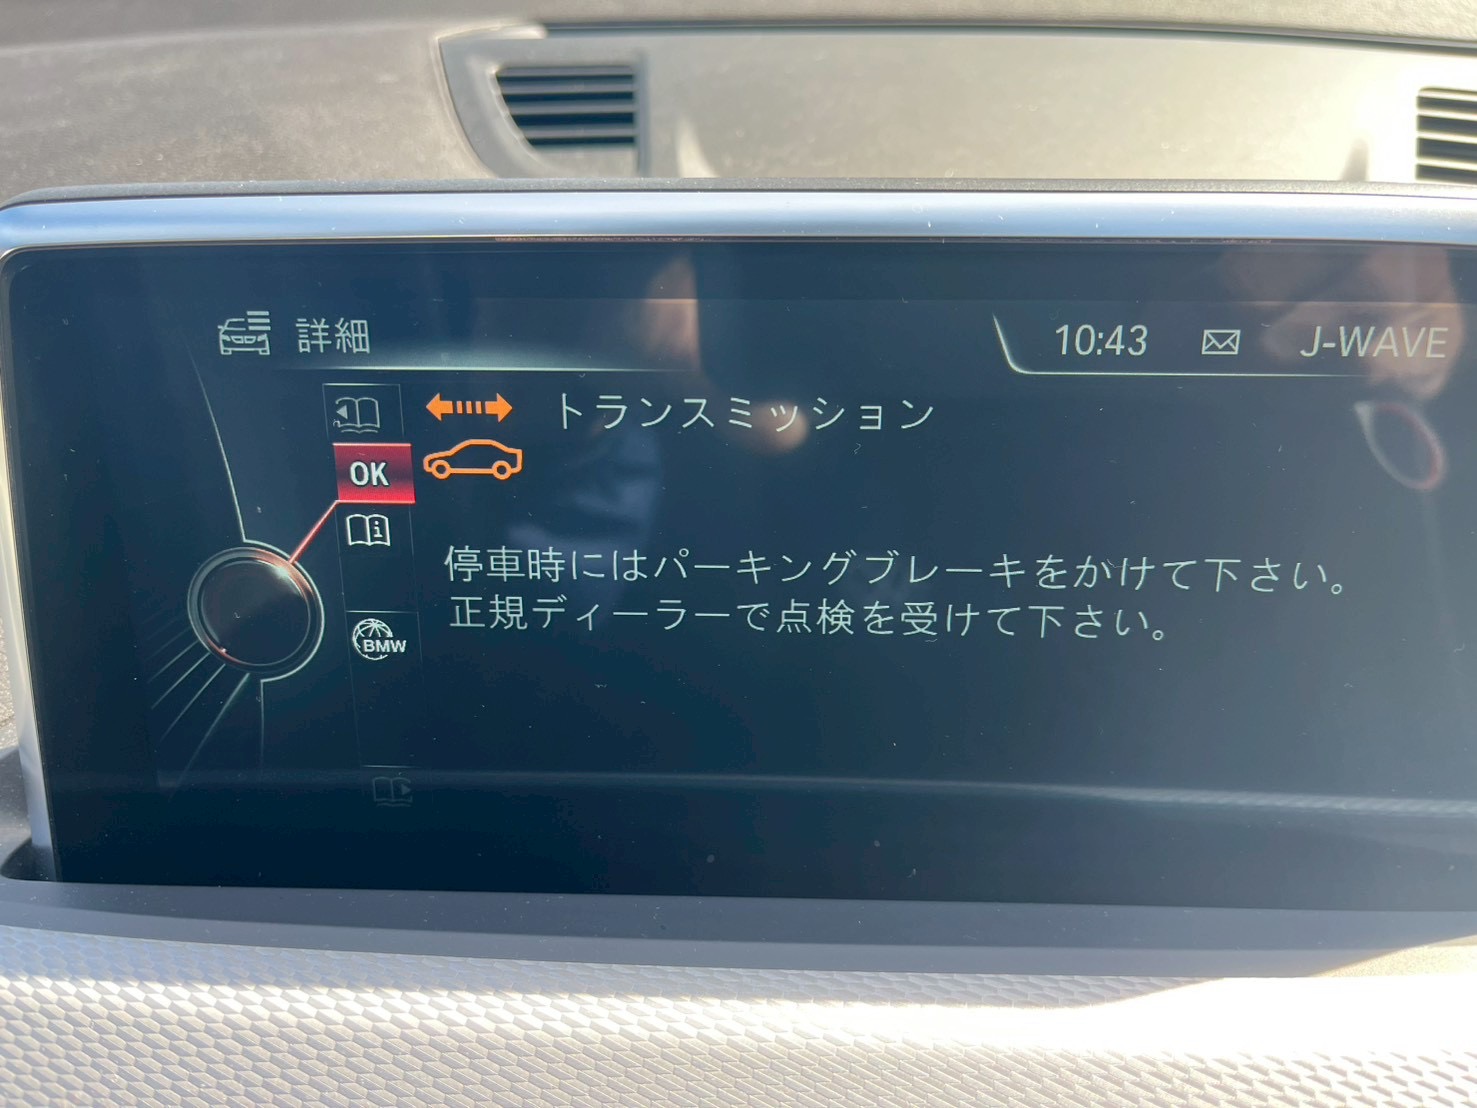 詳細
10:43
J-WAVE
トランスミッション
OK
停車時にはパーキングブレーキをかけて下さい。
正規ディーラーで点検を受けて下さい。
BMW